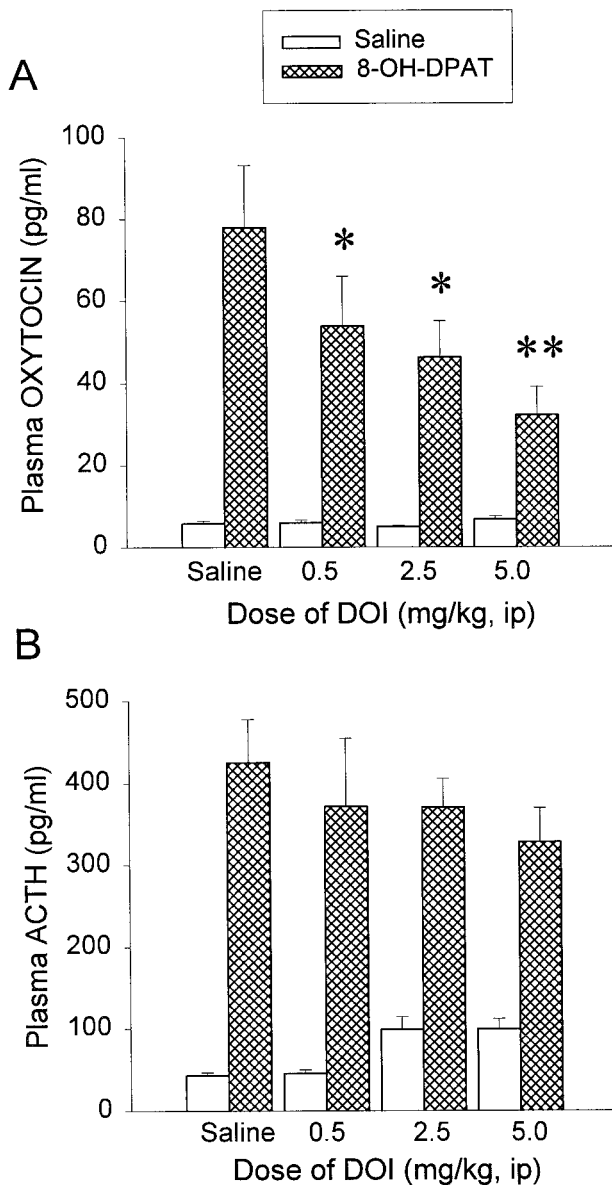 Saline
8-OH-DPAT
A
Plasma OXYTOCIN (pg/ml)
100
80
60
40
20
0
*
*
**
Saline 0.5 2.5 5.0
Dose of DOI (mg/kg, ip)
B
Plasma ACTH (pg/ml)
500
400
300
200
100
0
Saline 0.5 2.5 5.0
Dose of DOI (mg/kg, ip)